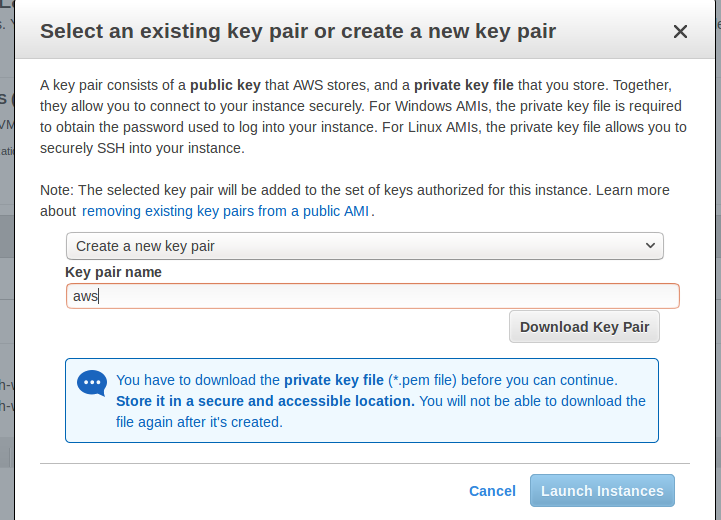 Select an existing key pair or create a new key pair
A key pair consists of a public key that AWS stores, and a private key file that you store. Together,
they allow you to connect to your instance securely. For Windows AMIs, the private key file is required
to obtain the password used to log into your instance. For Linux AMIs, the private key file allows you to
securely SSH into your instance.
Note: The selected key pair will be added to the set of keys authorized for this instance. Learn more
about removing existing key pairs from a public AMI .
Create a new key pair
Key pair name
aws
Download Key Pair
You have to download the private key file (*.pem file) before you can continue.
Store it in a secure and accessible location. You will not be able to download the
file again after it's created.
Cancel
Launch Instances